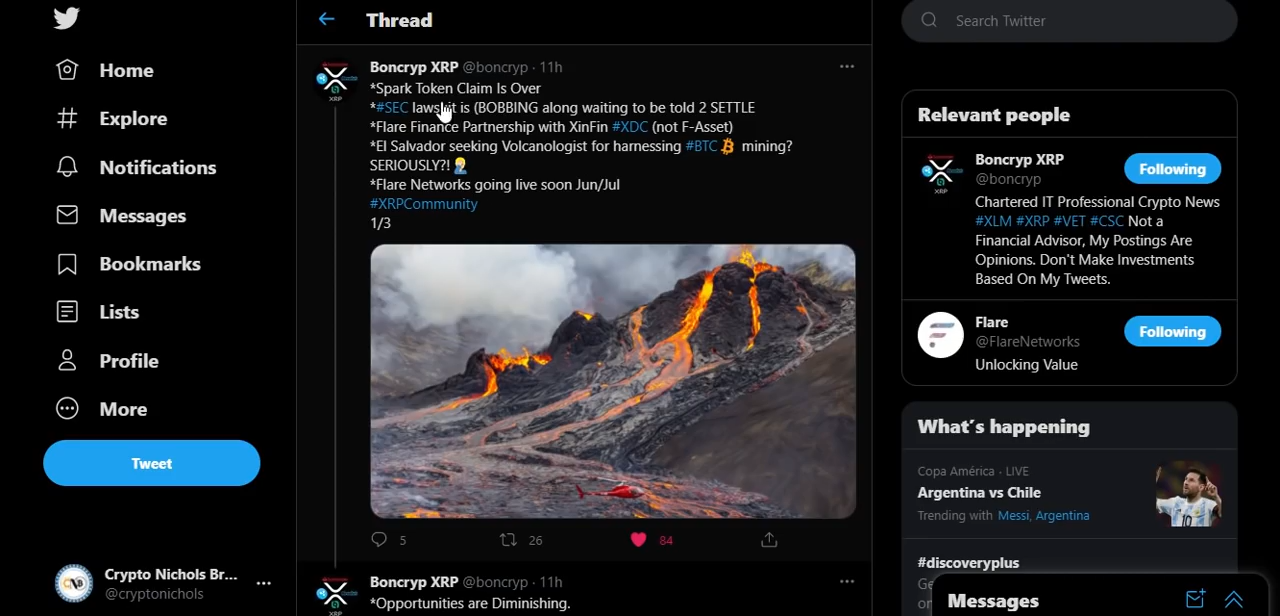 Home
Explore
Notifications
Messages
Bookmarks
Lists
Profile
More
Tweet
Crypto Nichols Br...
@cryptonichols
Thread
Boncryp XRP @boncryp · 11h
*Spark Token Claim Is Over
*#SEC lawsuit is (BOBBING along waiting to be told 2 SETTLE
*Flare Finance Partnership with XinFin #XDC (not F-Asset)
*El Salvador seeking Volcanologist for harnessing #BTC mining?
SERIOUSLY?!
*Flare Networks going live soon Jun/Jul
#XRPCommunity
1/3
5
26
84
Boncryp XRP @boncryp · 11h
*Opportunities are Diminishing.
Search Twitter
Relevant people
Boncryp XRP
@boncryp
Following
Chartered IT Professional Crypto News
#XLM #XRP #VET #CSC Not a
Financial Advisor, My Postings Are
Opinions. Don't Make Investments
Based On My Tweets.
Flare
@FlareNetworks
Following
Unlocking Value
What's happening
Copa América · LIVE
Argentina vs Chile
Trending with Messi, Argentina
#discoveryplus
Messages